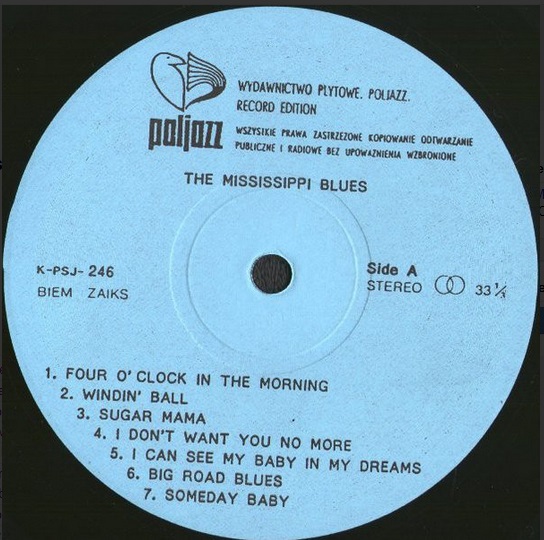 WYDAWNICTWO PŁYTOWE. POLJAZZ.
RECORD EDITION
poljazz
WSZYSTKIE PRAWA ZASTRZEŻONE KOPIOWANIE ODTWARZANIE
PUBLICZNE I RADIOWE BEZ UPOWAŻNIENIA WZBRONIONE
THE MISSISSIPPI BLUES
K-PSJ-246
BIEM ZAIKS
Side A
STEREO 33 1/3
1. FOUR O'CLOCK IN THE MORNING
2. WINDIN' BALL
3. SUGAR MAMA
4. I DON'T WANT YOU NO MORE
5. I CAN SEE MY BABY IN MY DREAMS
6. BIG ROAD BLUES
7. SOMEDAY BABY